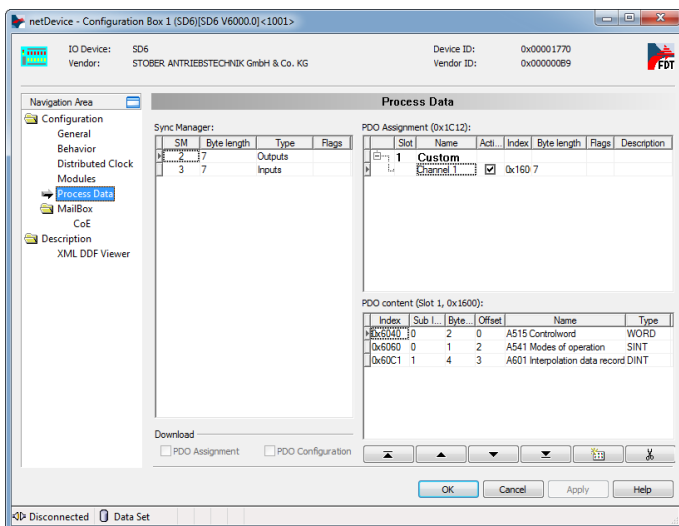 netDevice - Configuration Box 1 (SD6)[SD6 V6000.0]<1001>
IO Device: SD6 Device ID: 0x00001770
Vendor: STOBER ANTRIEBSTECHNIK GmbH & Co. KG Vendor ID: 0x000000B9
FDT
Navigation Area
Configuration
General
Behavior
Distributed Clock
Modules
Process Data
MailBox
CoE
Description
XML DDF Viewer
Process Data
Sync Manager:
SM Byte length Type Flags
2 7 Outputs
3 7 Inputs
Download
PDO Assignment PDO Configuration
PDO Assignment (0x1C12):
Slot Name Acti... Index Byte length Flags Description
1 Custom
Channel 1 0x160 7
PDO content (Slot 1, 0x1600):
Index Sub I... Byte... Offset Name Type
0x6040 0 2 0 A515 Controlword WORD
0x6060 0 1 2 A541 Modes of operation SINT
0x60C1 1 4 3 A601 Interpolation data record DINT
OK Cancel Apply Help
Disconnected Data Set